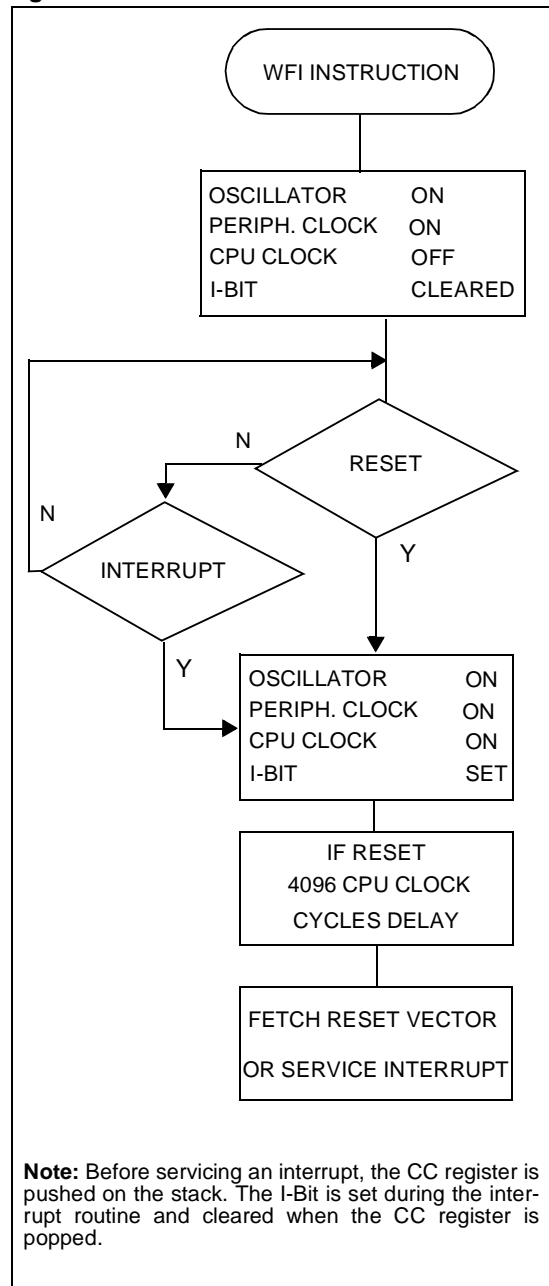 WFI INSTRUCTION
OSCILLATOR ON
PERIPH. CLOCK ON
CPU CLOCK OFF
I-BIT CLEARED
N
RESET
N
INTERRUPT
Y
Y
OSCILLATOR ON
PERIPH. CLOCK ON
CPU CLOCK ON
I-BIT SET
IF RESET
4096 CPU CLOCK
CYCLES DELAY
FETCH RESET VECTOR
OR SERVICE INTERRUPT
Note: Before servicing an interrupt, the CC register is
pushed on the stack. The I-Bit is set during the inter-
rupt routine and cleared when the CC register is
popped.